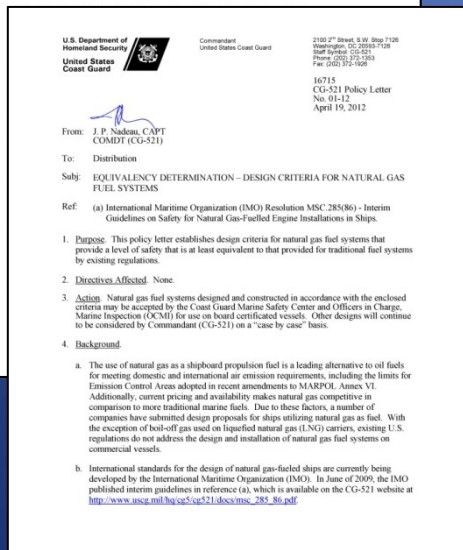 U.S. Department of
Homeland Security
United States
Coast Guard
Commandant
United States Coast Guard
2100 2ND Street, S.W. Stop 7126
Washington, DC 20593-7126
Staff Symbol: CG-521
Phone: (202) 372-1353
Fax: (202) 372-1926
16715
CG-521 Policy Letter
No. 01-12
April 19, 2012
From: J. P. Nadeau, CAPT
COMDT (CG-521)
To: Distribution
Subj: EQUIVALENCY DETERMINATION – DESIGN CRITERIA FOR NATURAL GAS
FUEL SYSTEMS
Ref: (a) International Maritime Organization (IMO) Resolution MSC.285(86) - Interim
Guidelines on Safety for Natural Gas-Fuelled Engine Installations in Ships.
1. Purpose. This policy letter establishes design criteria for natural gas fuel systems that
provide a level of safety that is at least equivalent to that provided for traditional fuel systems
by existing regulations.
2. Directives Affected. None.
3. Action. Natural gas fuel systems designed and constructed in accordance with the enclosed
criteria may be accepted by the Coast Guard Marine Safety Center and Officers in Charge,
Marine Inspection (OCMI) for use on board certificated vessels. Other designs will continue
to be considered by Commandant (CG-521) on a “case by case” basis.
4. Background.
a. The use of natural gas as a shipboard propulsion fuel is a leading alternative to oil fuels
for meeting domestic and international air emission requirements, including the limits for
Emission Control Areas adopted in recent amendments to MARPOL Annex VI.
Additionally, current pricing and availability makes natural gas competitive in
comparison to more traditional marine fuels. Due to these factors, a number of
companies have submitted design proposals for ships utilizing natural gas as fuel. With
the exception of boil-off gas used on liquefied natural gas (LNG) carriers, existing U.S.
regulations do not address the design and installation of natural gas fuel systems on
commercial vessels.
b. International standards for the design of natural gas-fueled ships are currently being
developed by the International Maritime Organization (IMO). In June of 2009, the IMO
published interim guidelines in reference (a), which is available on the CG-521 website at
http://www.uscg.mil/hq/cg5/cg521/docs/msc_285_86.pdf.